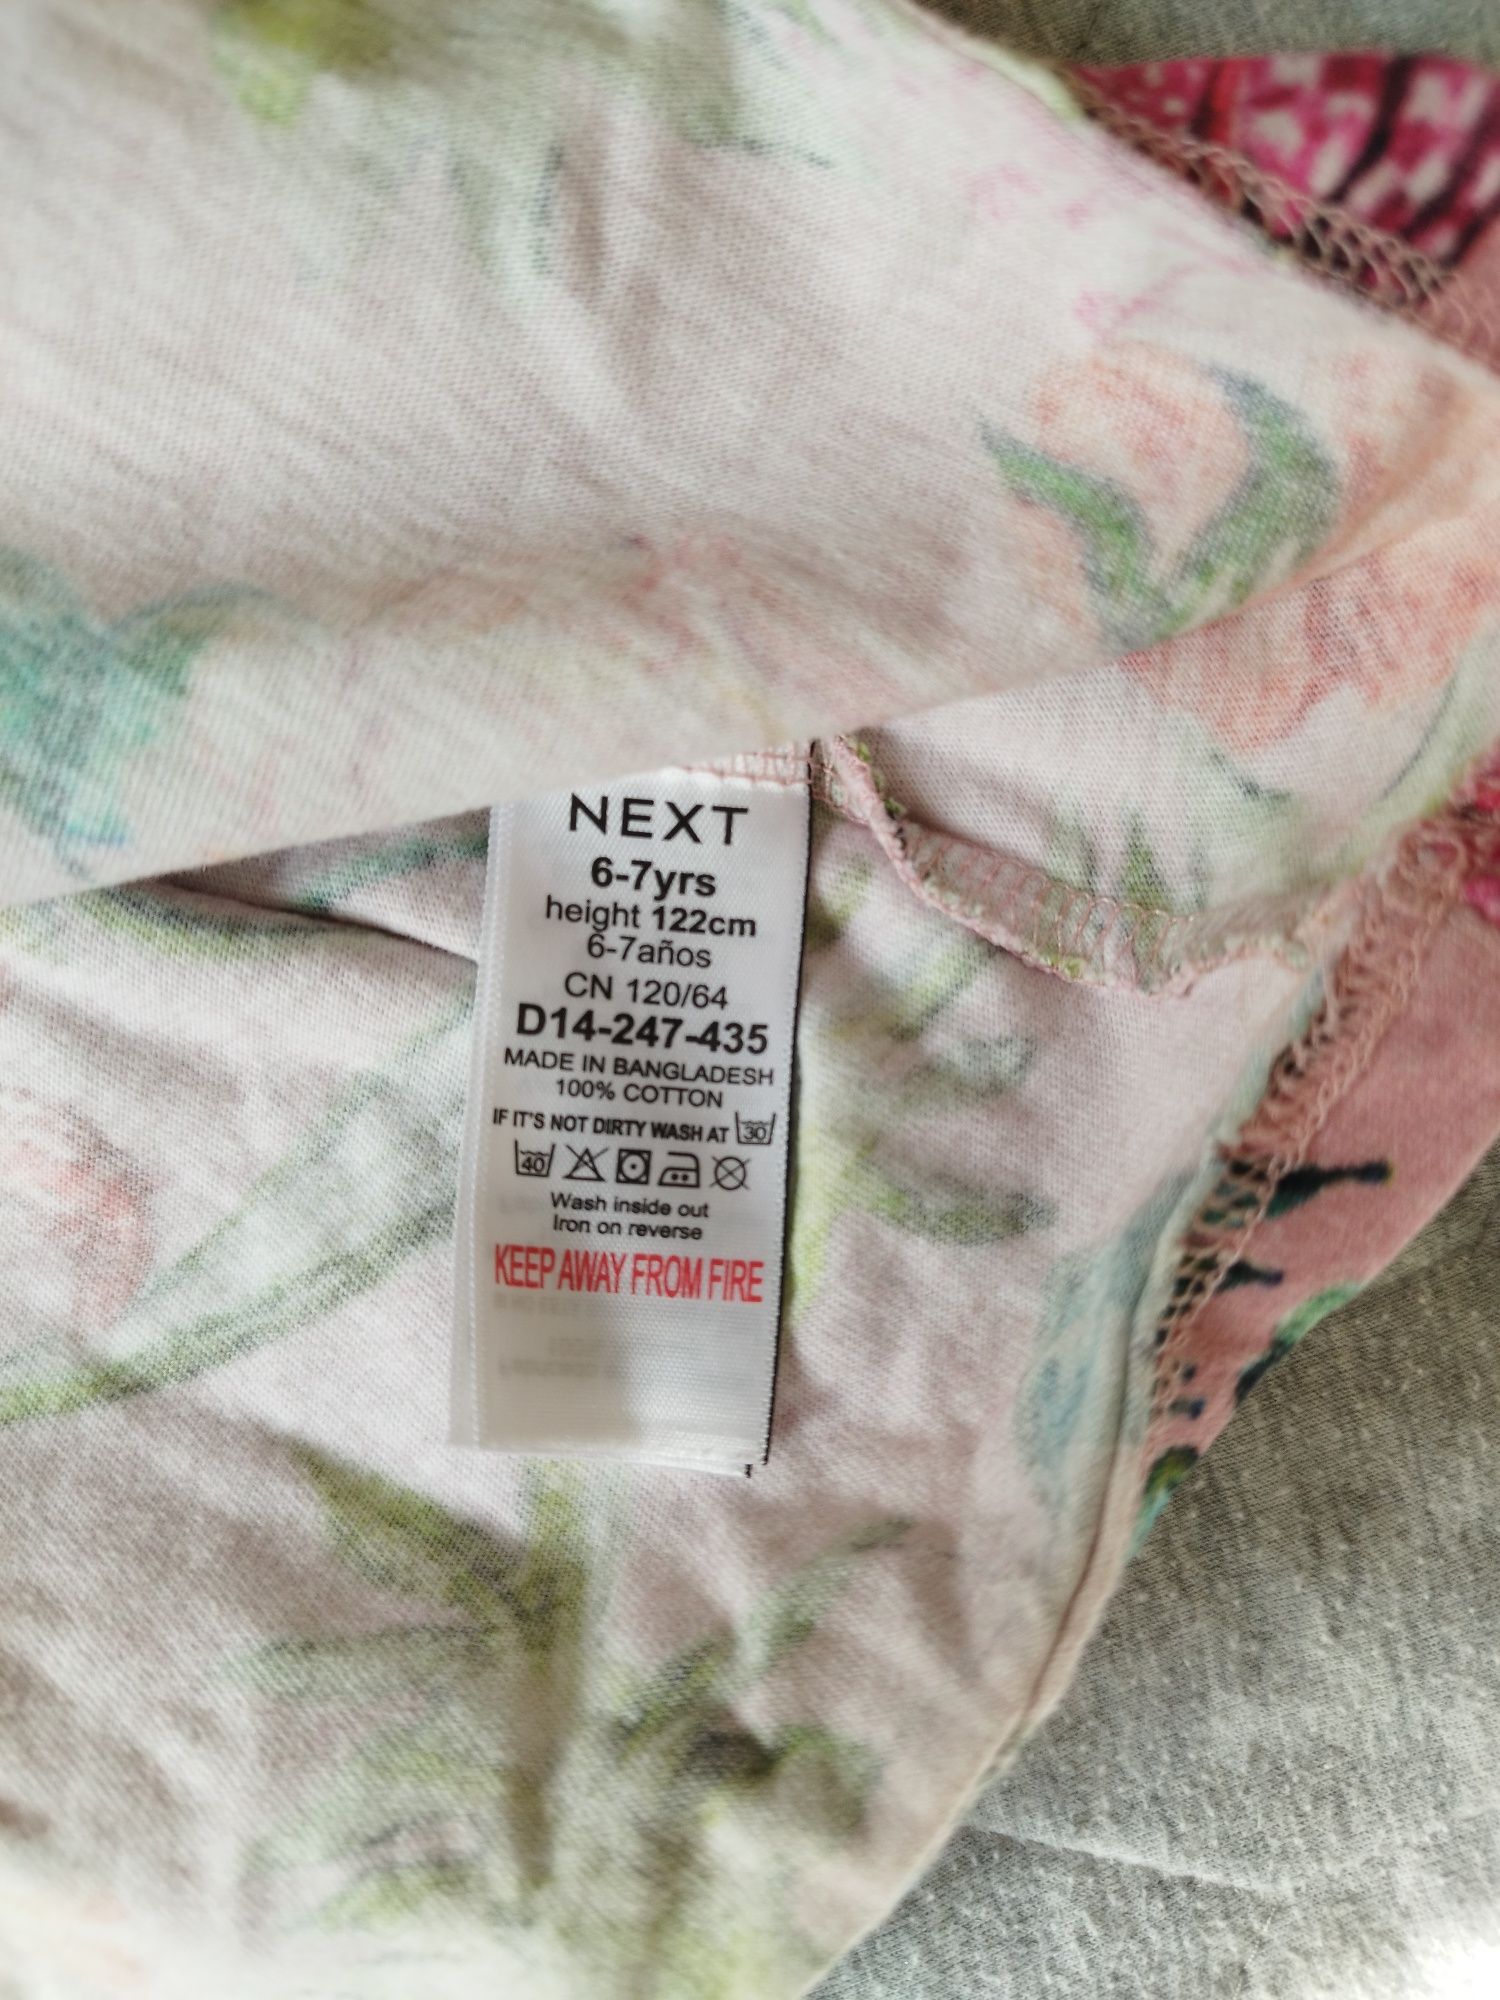 NEXT
6-7yrs
height 122cm
6-7años
CN 120/64
D14-247-435
MADE IN BANGLADESH
100% COTTON
IF IT'S NOT DIRTY WASH AT 30
40
Wash inside out
Iron on reverse
KEEP AWAY FROM FIRE